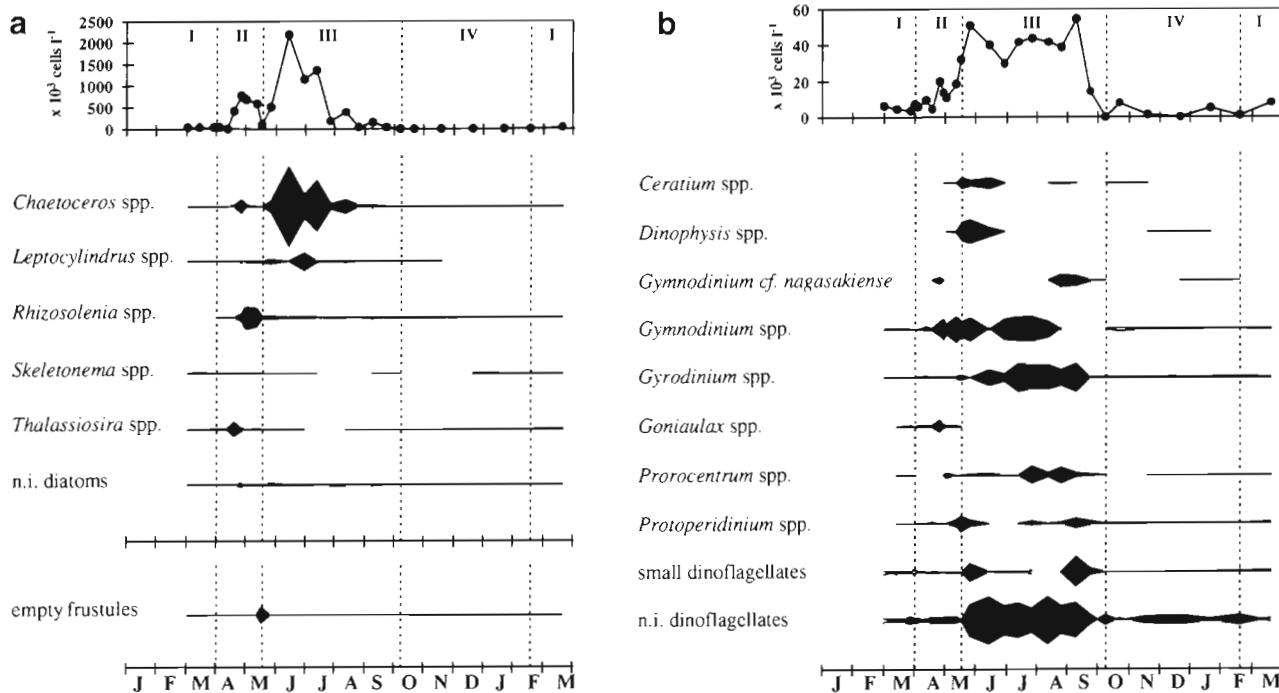 a
x 10³ cells l⁻¹
2500
2000
1500
1000
500
0
I II III IV I
Chaetoceros spp.
Leptocylindrus spp.
Rhizosolenia spp.
Skeletonema spp.
Thalassiosira spp.
n.i. diatoms
empty frustules
J F M A M J J A S O N D J F M
b
x 10³ cells l⁻¹
60
40
20
0
I II III IV I
Ceratium spp.
Dinophysis spp.
Gymnodinium cf. nagasakiense
Gymnodinium spp.
Gyrodinium spp.
Goniaulax spp.
Prorocentrum spp.
Protoperidinium spp.
small dinoflagellates
n.i. dinoflagellates
J F M A M J J A S O N D J F M